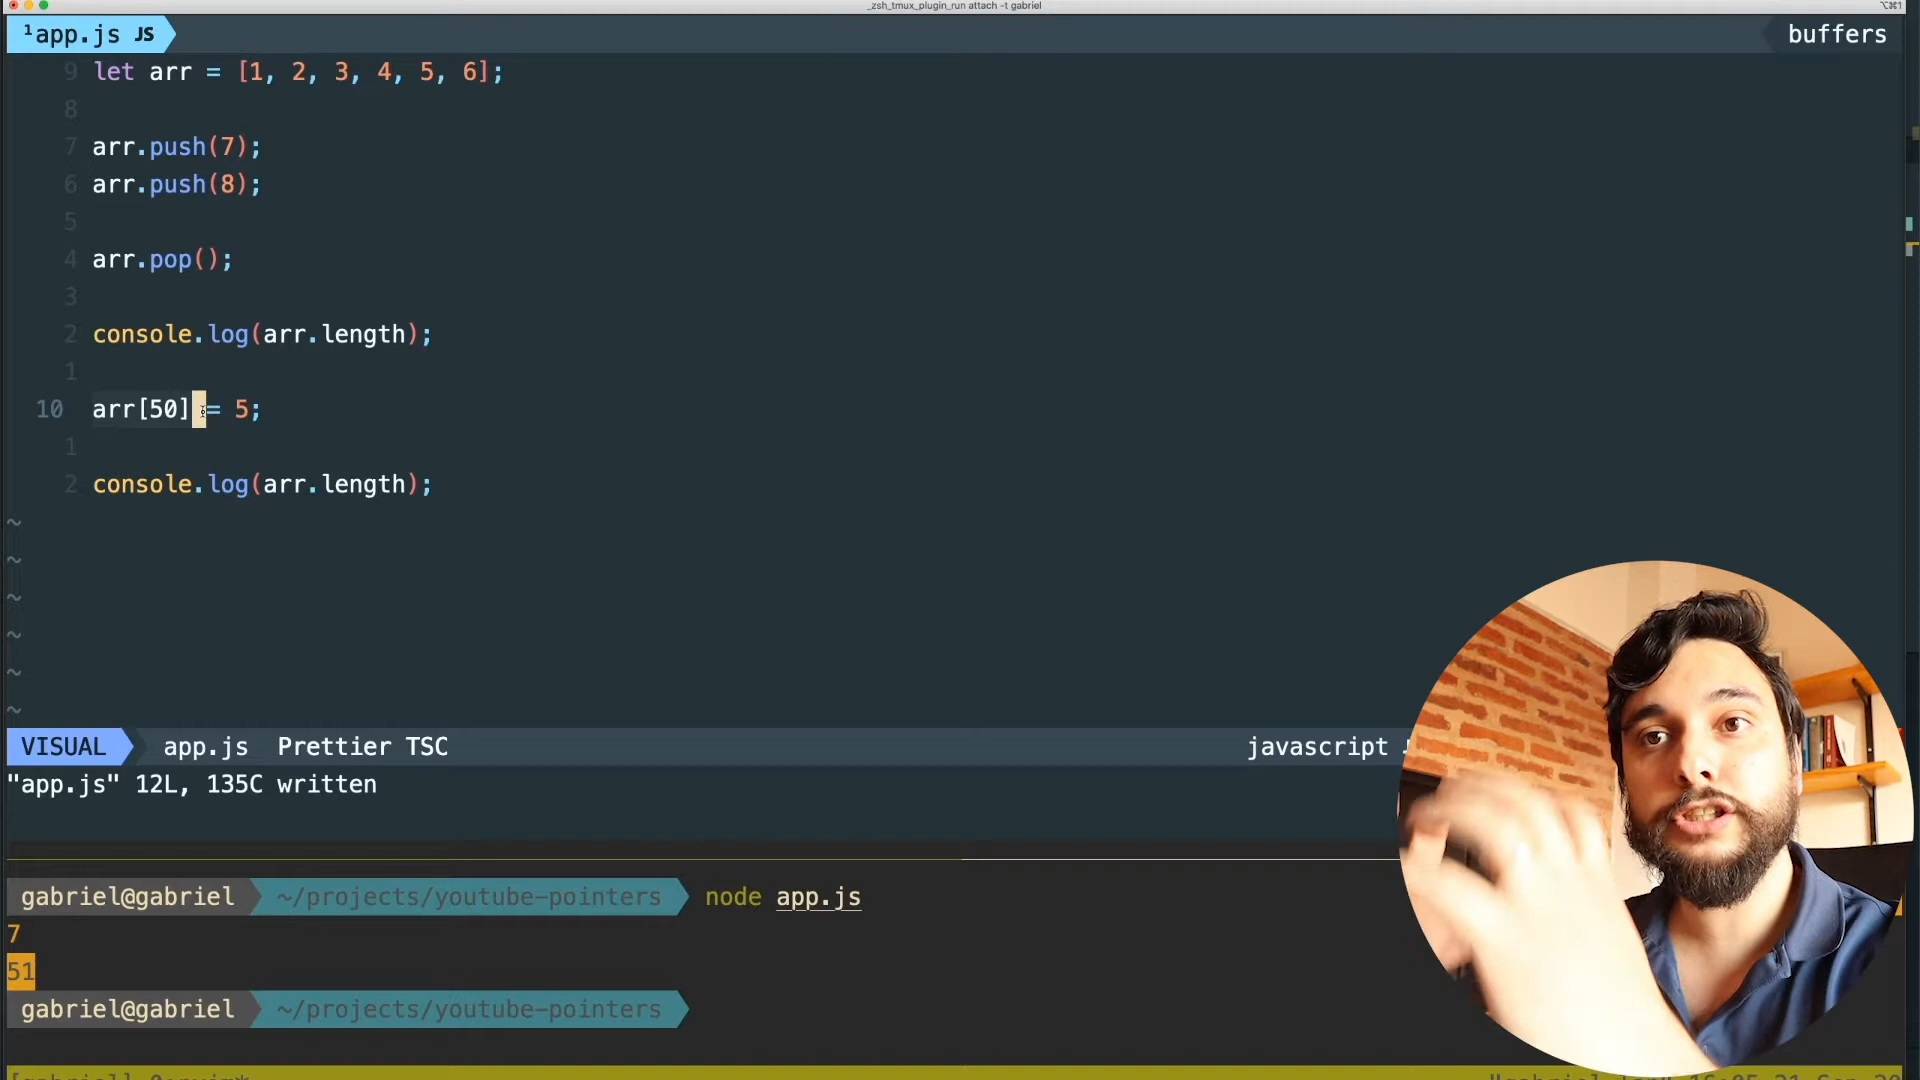 _zsh_tmux_plugin_run attach -t gabriel
⌥⌘1
¹app.js JS
buffers
9 let arr = [1, 2, 3, 4, 5, 6];
8
7 arr.push(7);
6 arr.push(8);
5
4 arr.pop();
3
2 console.log(arr.length);
1
10 arr[50] = 5;
1
2 console.log(arr.length);
~
~
~
~
~
~
VISUAL app.js Prettier TSC javascript
"app.js" 12L, 135C written
gabriel@gabriel ~/projects/youtube-pointers node app.js
7
51
gabriel@gabriel ~/projects/youtube-pointers